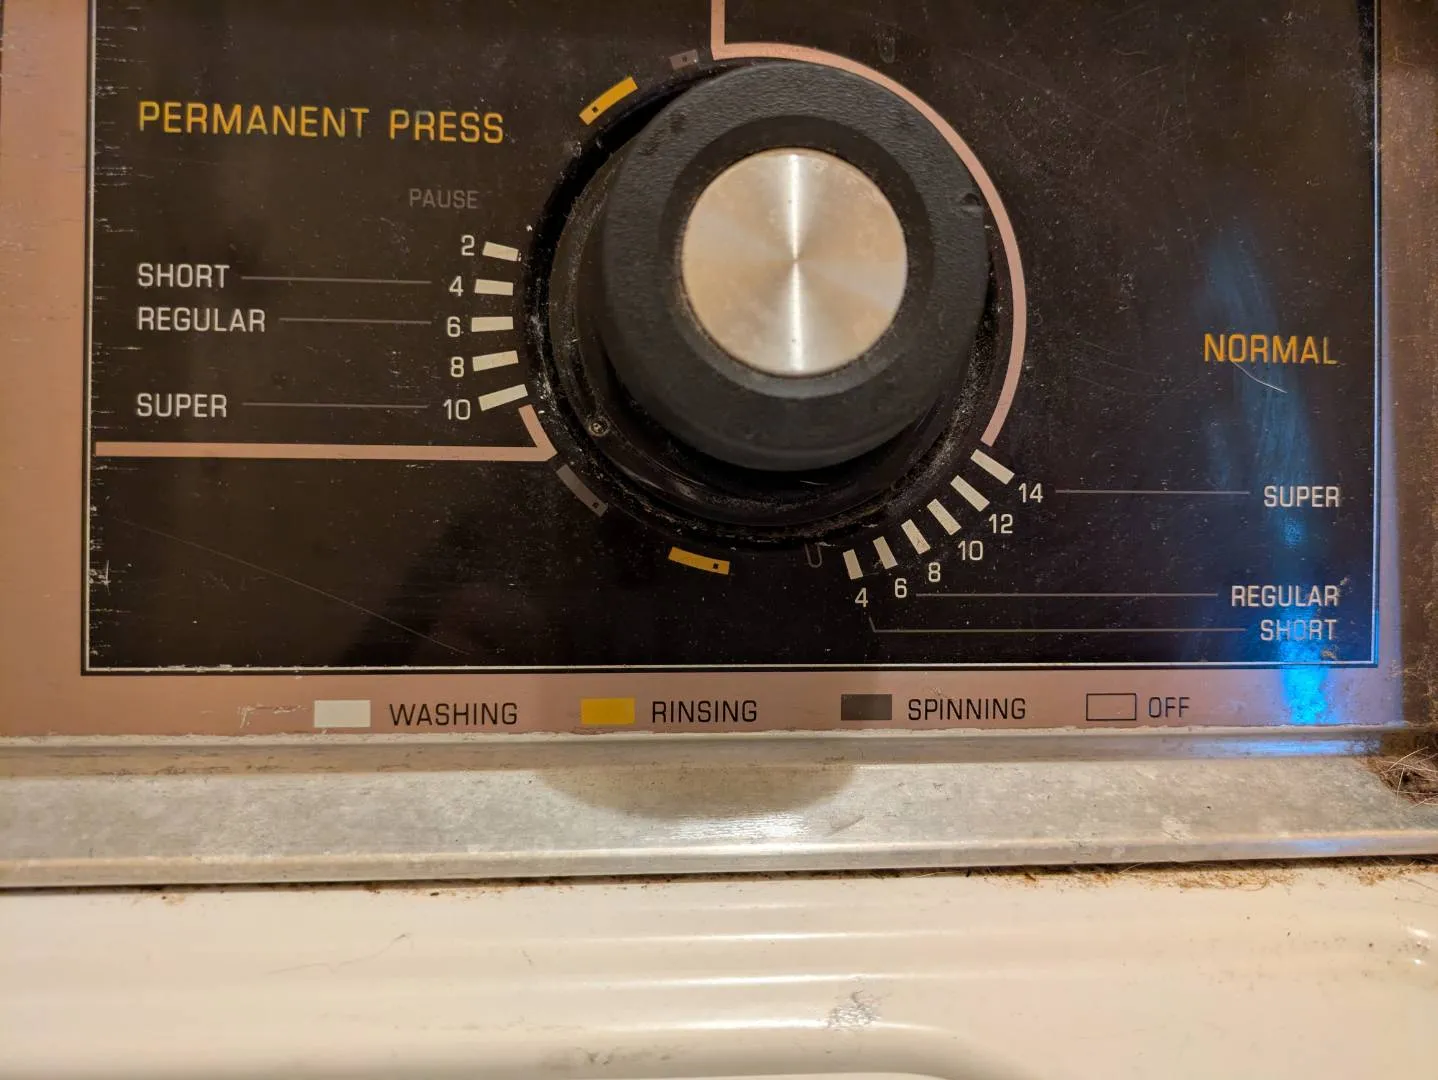 PERMANENT PRESS
PAUSE
2
SHORT 4
REGULAR 6
8
SUPER 10
NORMAL
14 SUPER
12
10
8
6 REGULAR
4 SHORT
WASHING RINSING SPINNING OFF